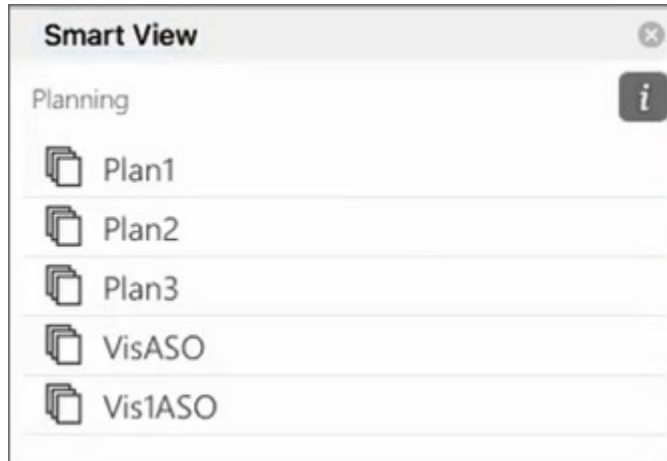 Smart View
Planning
i
Plan1
Plan2
Plan3
VisASO
Vis1ASO